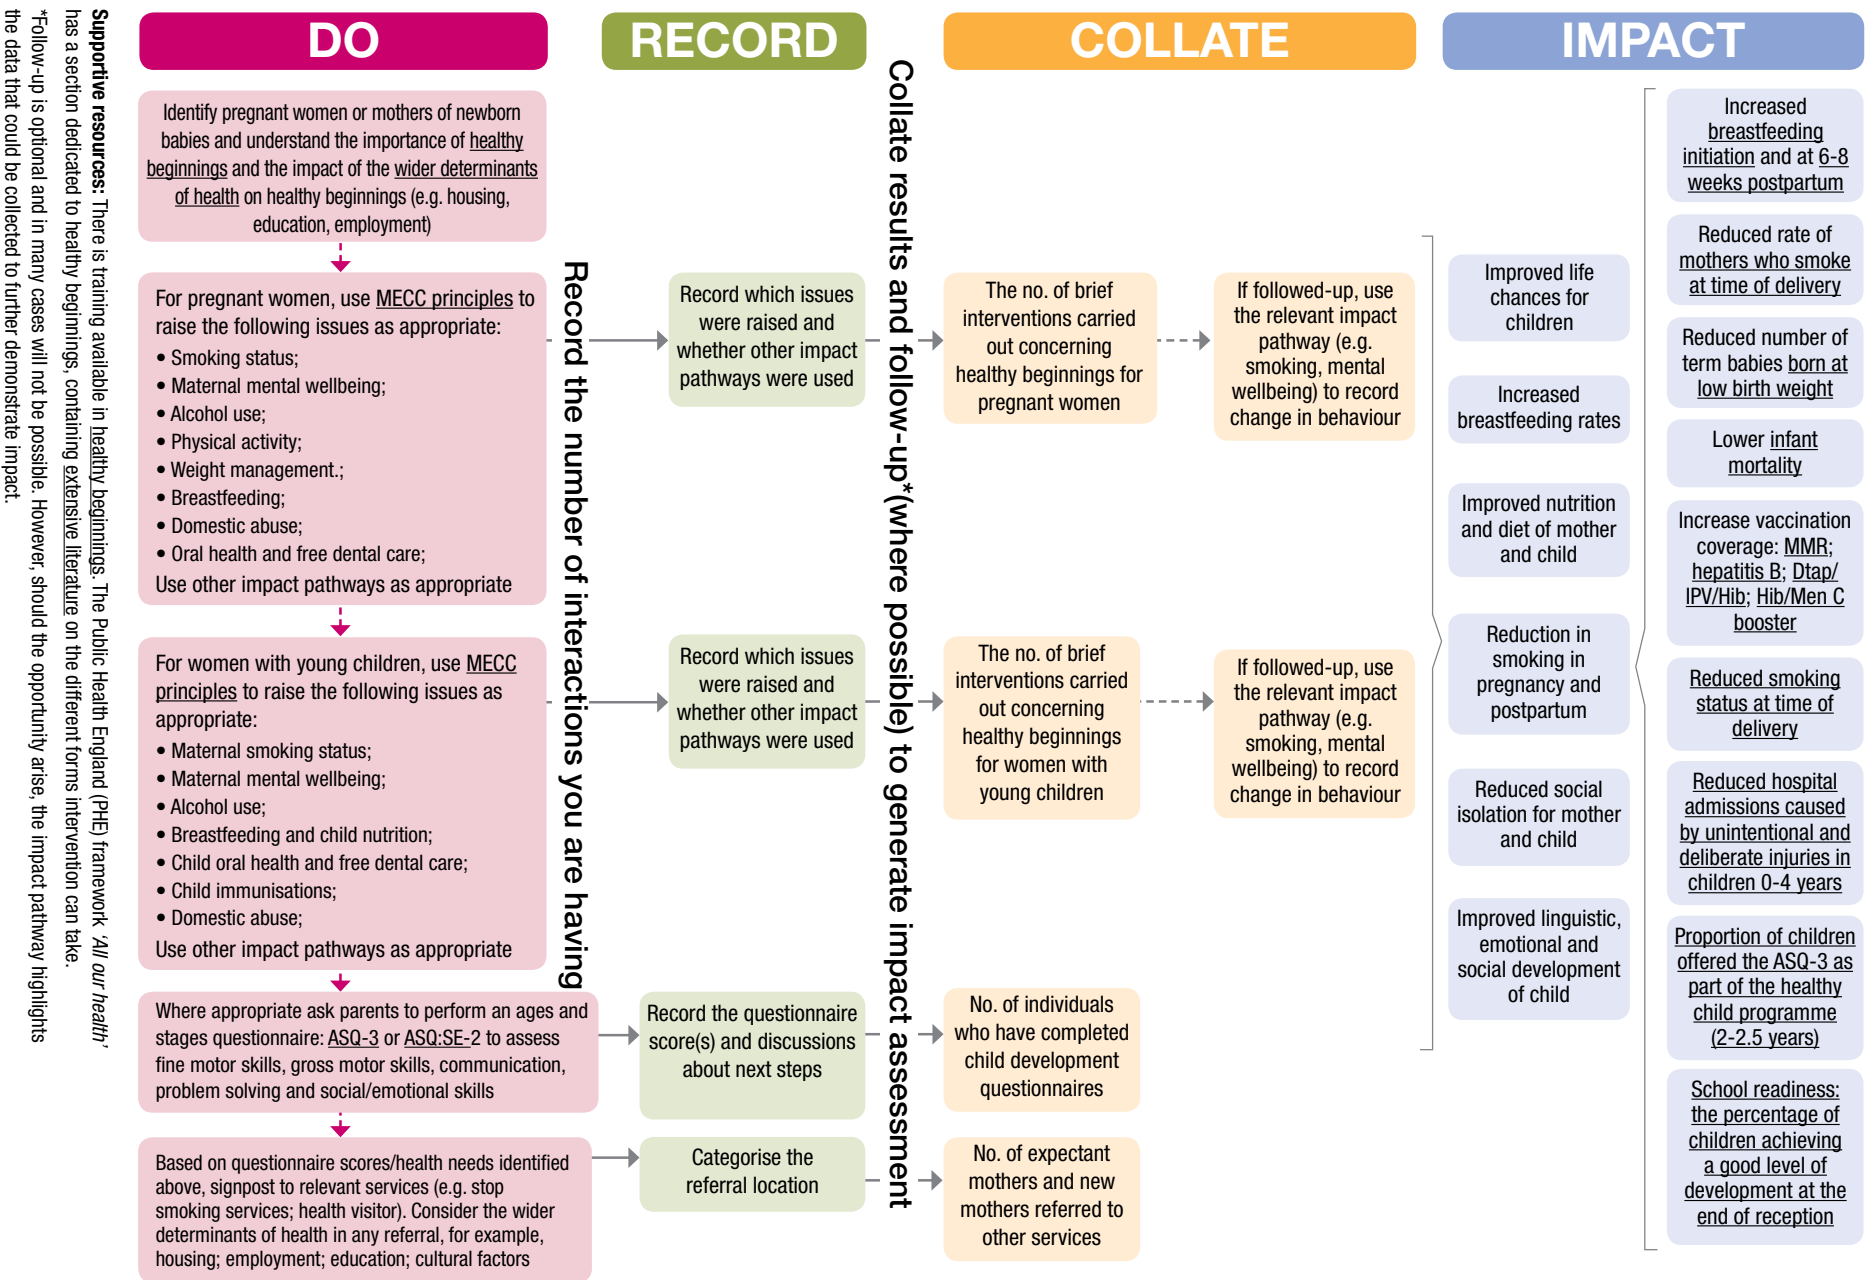 DO
RECORD
COLLATE
IMPACT
Identify pregnant women or mothers of newborn
babies and understand the importance of healthy
beginnings and the impact of the wider determinants
of health on healthy beginnings (e.g. housing,
education, employment)
For pregnant women, use MECC principles to
raise the following issues as appropriate:
• Smoking status;
• Maternal mental wellbeing;
• Alcohol use;
• Physical activity;
• Weight management.;
• Breastfeeding;
• Domestic abuse;
• Oral health and free dental care;
Use other impact pathways as appropriate
For women with young children, use MECC
principles to raise the following issues as
appropriate:
• Maternal smoking status;
• Maternal mental wellbeing;
• Alcohol use;
• Breastfeeding and child nutrition;
• Child oral health and free dental care;
• Child immunisations;
• Domestic abuse;
Use other impact pathways as appropriate
Where appropriate ask parents to perform an ages and
stages questionnaire: ASQ-3 or ASQ:SE-2 to assess
fine motor skills, gross motor skills, communication,
problem solving and social/emotional skills
Based on questionnaire scores/health needs identified
above, signpost to relevant services (e.g. stop
smoking services; health visitor). Consider the wider
determinants of health in any referral, for example,
housing; employment; education; cultural factors
Record the number of interactions you are having
Record which issues
were raised and
whether other impact
pathways were used
Record which issues
were raised and
whether other impact
pathways were used
Record the questionnaire
score(s) and discussions
about next steps
Categorise the
referral location
Collate results and follow-up*(where possible) to generate impact assessment
The no. of brief
interventions carried
out concerning
healthy beginnings for
pregnant women
If followed-up, use
the relevant impact
pathway (e.g.
smoking, mental
wellbeing) to record
change in behaviour
The no. of brief
interventions carried
out concerning
healthy beginnings
for women with
young children
If followed-up, use
the relevant impact
pathway (e.g.
smoking, mental
wellbeing) to record
change in behaviour
No. of individuals
who have completed
child development
questionnaires
No. of expectant
mothers and new
mothers referred to
other services
Improved life
chances for
children
Increased
breastfeeding rates
Improved nutrition
and diet of mother
and child
Reduction in
smoking in
pregnancy and
postpartum
Reduced social
isolation for mother
and child
Improved linguistic,
emotional and
social development
of child
Increased
breastfeeding
initiation and at 6-8
weeks postpartum
Reduced rate of
mothers who smoke
at time of delivery
Reduced number of
term babies born at
low birth weight
Lower infant
mortality
Increase vaccination
coverage: MMR;
hepatitis B; Dtap/
IPV/Hib; Hib/Men C
booster
Reduced smoking
status at time of
delivery
Reduced hospital
admissions caused
by unintentional and
deliberate injuries in
children 0-4 years
Proportion of children
offered the ASQ-3 as
part of the healthy
child programme
(2-2.5 years)
School readiness:
the percentage of
children achieving
a good level of
development at the
end of reception
Supportive resources: There is training available in healthy beginnings. The Public Health England (PHE) framework ‘All our health’
has a section dedicated to healthy beginnings, containing extensive literature on the different forms intervention can take.
*Follow-up is optional and in many cases will not be possible. However, should the opportunity arise, the impact pathway highlights
the data that could be collected to further demonstrate impact.